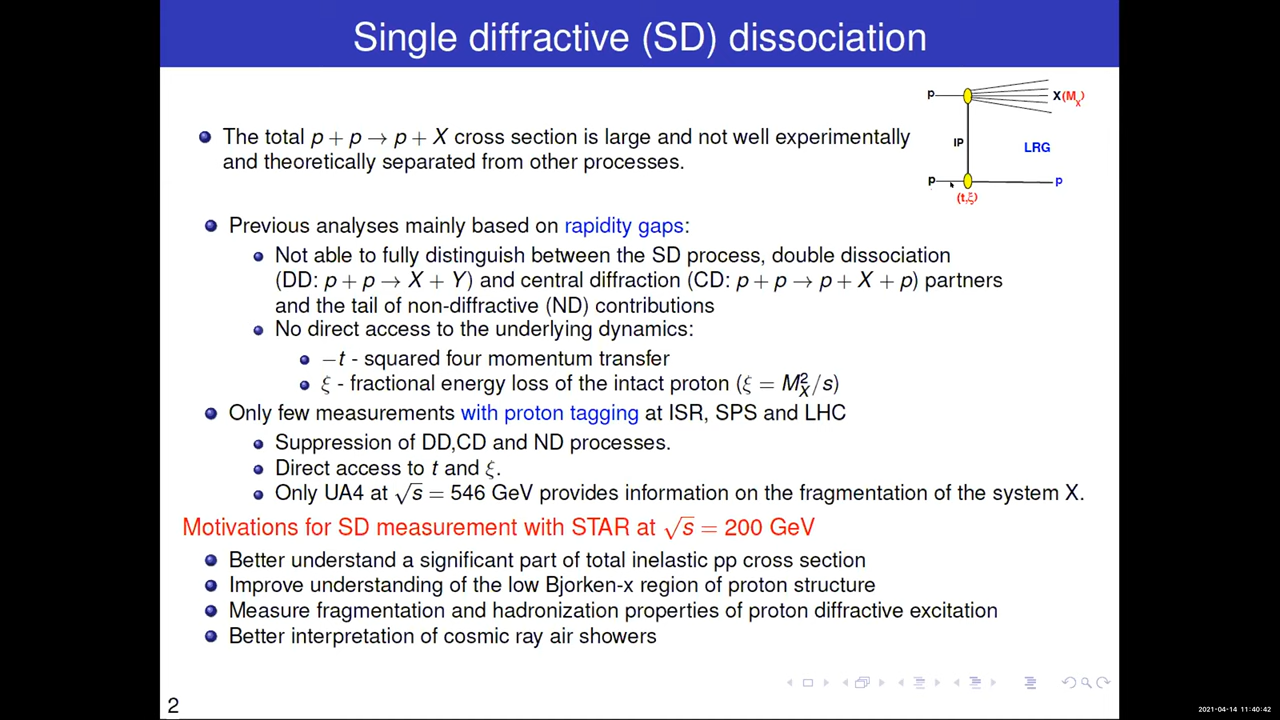 Single diffractive (SD) dissociation
p
X(M_X)
IP
LRG
p
p
(t,ξ)
The total p + p → p + X cross section is large and not well experimentally
and theoretically separated from other processes.
Previous analyses mainly based on rapidity gaps:
Not able to fully distinguish between the SD process, double dissociation
(DD: p + p → X + Y) and central diffraction (CD: p + p → p + X + p) partners
and the tail of non-diffractive (ND) contributions
No direct access to the underlying dynamics:
−t - squared four momentum transfer
ξ - fractional energy loss of the intact proton (ξ = M_X^2/s)
Only few measurements with proton tagging at ISR, SPS and LHC
Suppression of DD,CD and ND processes.
Direct access to t and ξ.
Only UA4 at √s = 546 GeV provides information on the fragmentation of the system X.
Motivations for SD measurement with STAR at √s = 200 GeV
Better understand a significant part of total inelastic pp cross section
Improve understanding of the low Bjorken-x region of proton structure
Measure fragmentation and hadronization properties of proton diffractive excitation
Better interpretation of cosmic ray air showers
2
2021-04-14 11:40:42